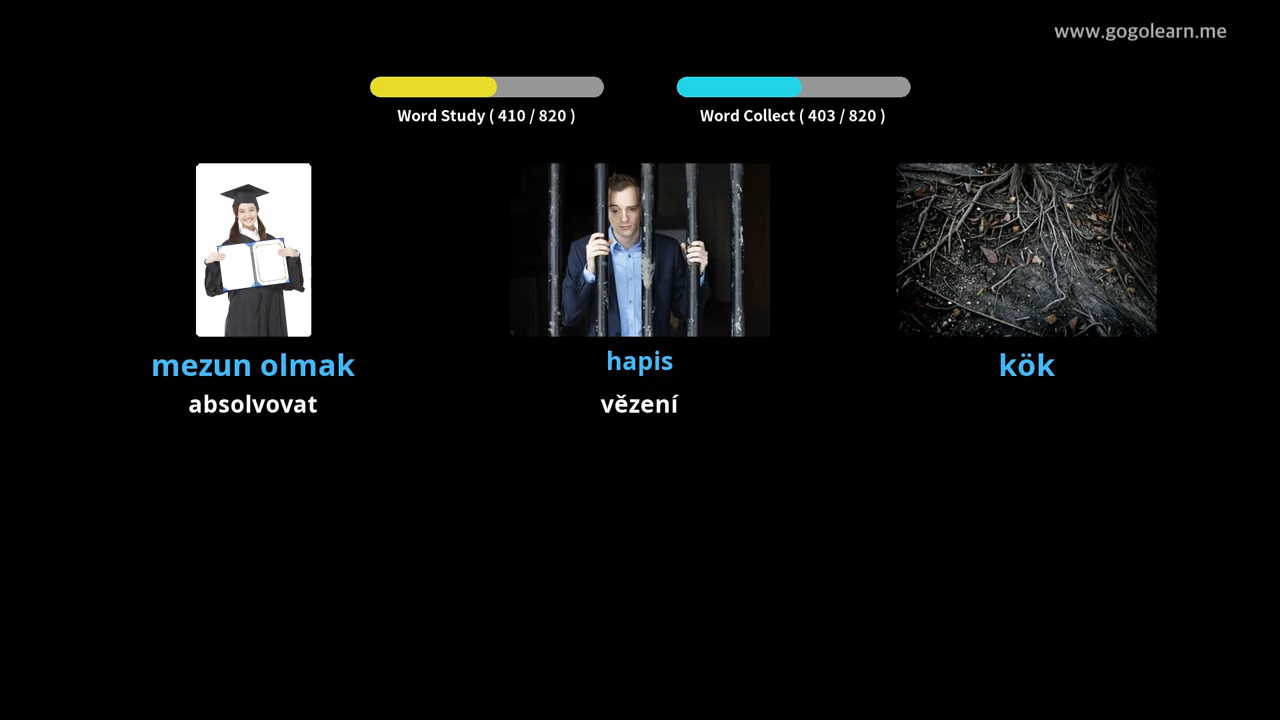 www.gogolearn.me
Word Study ( 410 / 820 )
Word Collect ( 403 / 820 )
mezun olmak
hapis
kök
absolvovat
vězení